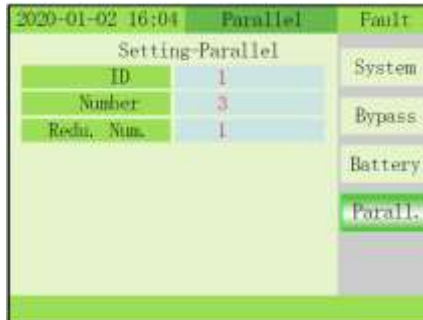 2020-01-02 16:04 Parallel Fault
Setting-Parallel
ID 1
Number 3
Redu. Num. 1
System
Bypass
Battery
Parall.